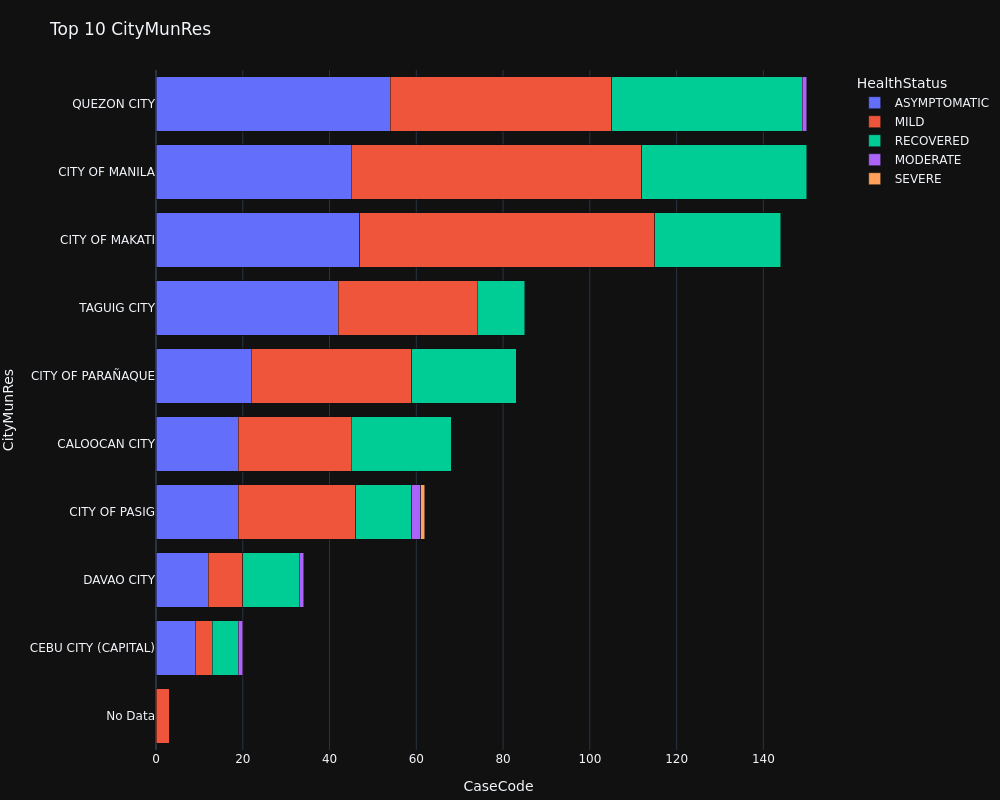 Top 10 CityMunRes
HealthStatus
ASYMPTOMATIC
MILD
RECOVERED
MODERATE
SEVERE
CityMunRes
QUEZON CITY
CITY OF MANILA
CITY OF MAKATI
TAGUIG CITY
CITY OF PARAÑAQUE
CALOOCAN CITY
CITY OF PASIG
DAVAO CITY
CEBU CITY (CAPITAL)
No Data
0 20 40 60 80 100 120 140
CaseCode